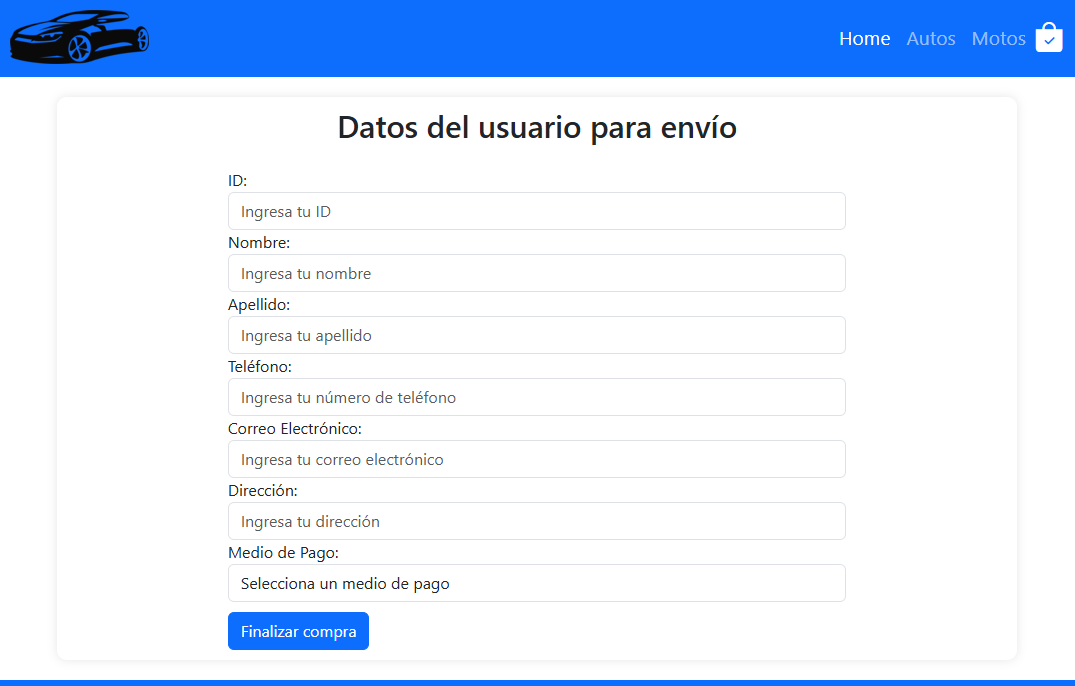 Home Autos Motos
Datos del usuario para envío
ID:
Ingresa tu ID
Nombre:
Ingresa tu nombre
Apellido:
Ingresa tu apellido
Teléfono:
Ingresa tu número de teléfono
Correo Electrónico:
Ingresa tu correo electrónico
Dirección:
Ingresa tu dirección
Medio de Pago:
Selecciona un medio de pago
Finalizar compra